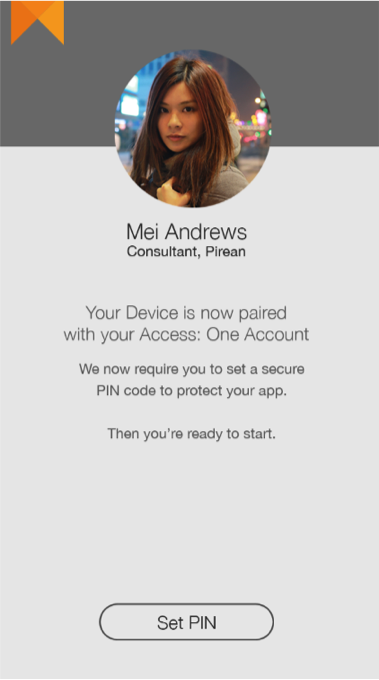 Mei Andrews
Consultant, Pirean
Your Device is now paired
with your Access: One Account
We now require you to set a secure
PIN code to protect your app.
Then you're ready to start.
Set PIN